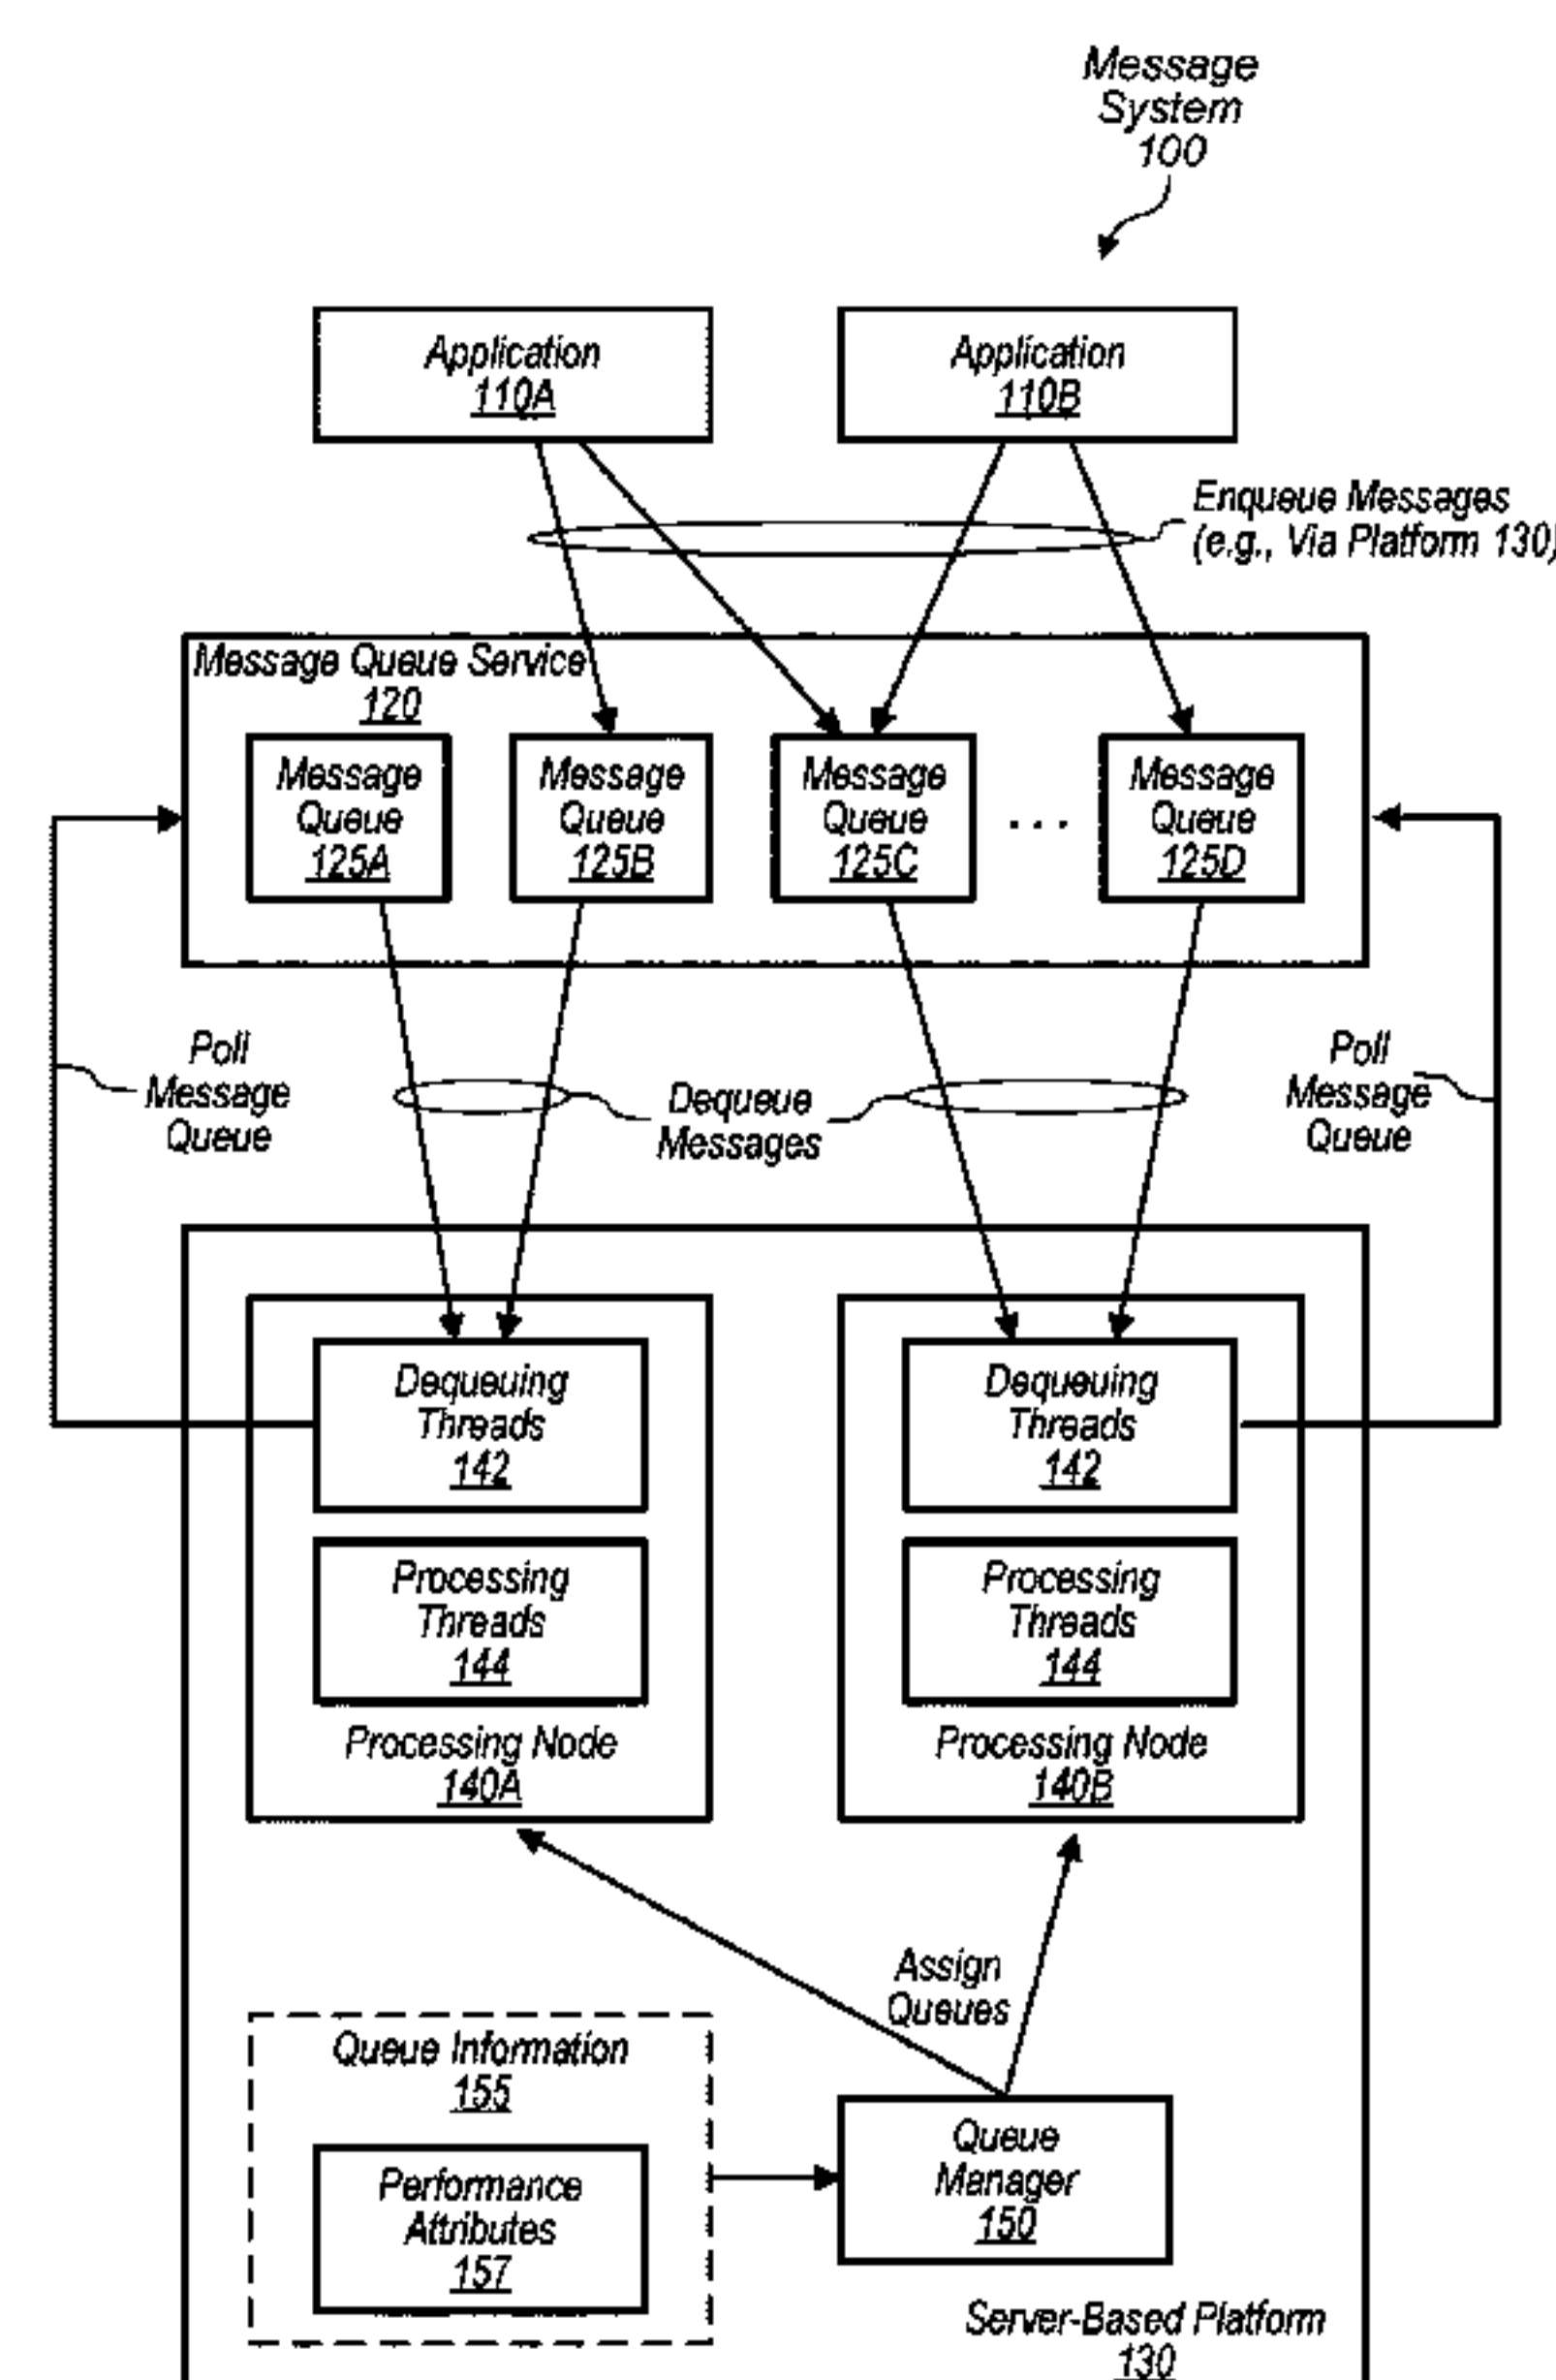 Message
System
100
Application
110A
Application
110B
Enqueue Messages
(e.g., Via Platform 130)
Message Queue Service
120
Message
Queue
125A
Message
Queue
125B
Message
Queue
125C
. . .
Message
Queue
125D
Poll
Message
Queue
Dequeue
Messages
Poll
Message
Queue
Dequeuing
Threads
142
Processing
Threads
144
Processing Node
140A
Dequeuing
Threads
142
Processing
Threads
144
Processing Node
140B
Assign
Queues
Queue Information
155
Performance
Attributes
157
Queue
Manager
150
Server-Based Platform
130